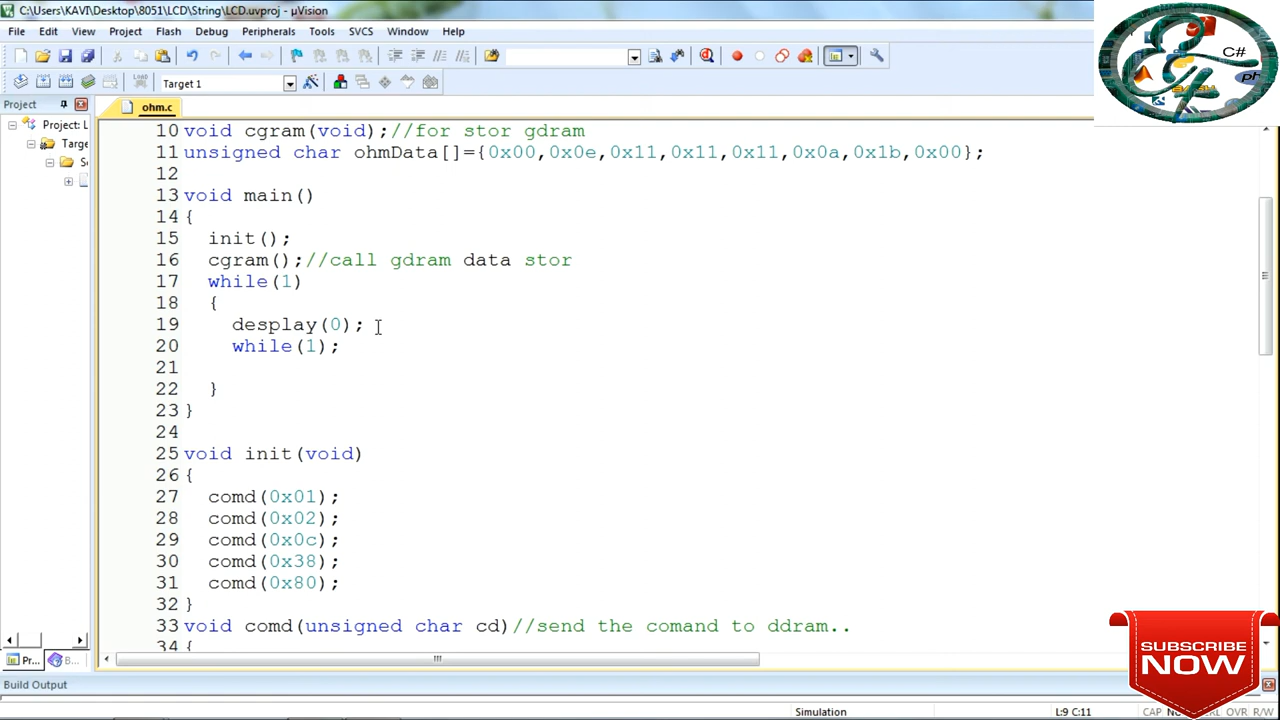 C:\Users\KAVI\Desktop\8051\LCD\String\LCD.uvproj - µVision
File Edit View Project Flash Debug Peripherals Tools SVCS Window Help
Target 1
Project
ohm.c
Project: L
Targe
10 void cgram(void);//for stor gdram
11 unsigned char ohmData[]={0x00,0x0e,0x11,0x11,0x11,0x0a,0x1b,0x00};
12
13 void main()
14 {
15 init();
16 cgram();//call gdram data stor
17 while(1)
18 {
19 desplay(0);
20 while(1);
21
22 }
23 }
24
25 void init(void)
26 {
27 comd(0x01);
28 comd(0x02);
29 comd(0x0c);
30 comd(0x38);
31 comd(0x80);
32 }
33 void comd(unsigned char cd)//send the comand to ddram..
34 {
Pr...
B...
Build Output
Simulation
L:9 C:11
CAP
OVR R/W
C#
SUBSCRIBE
NOW